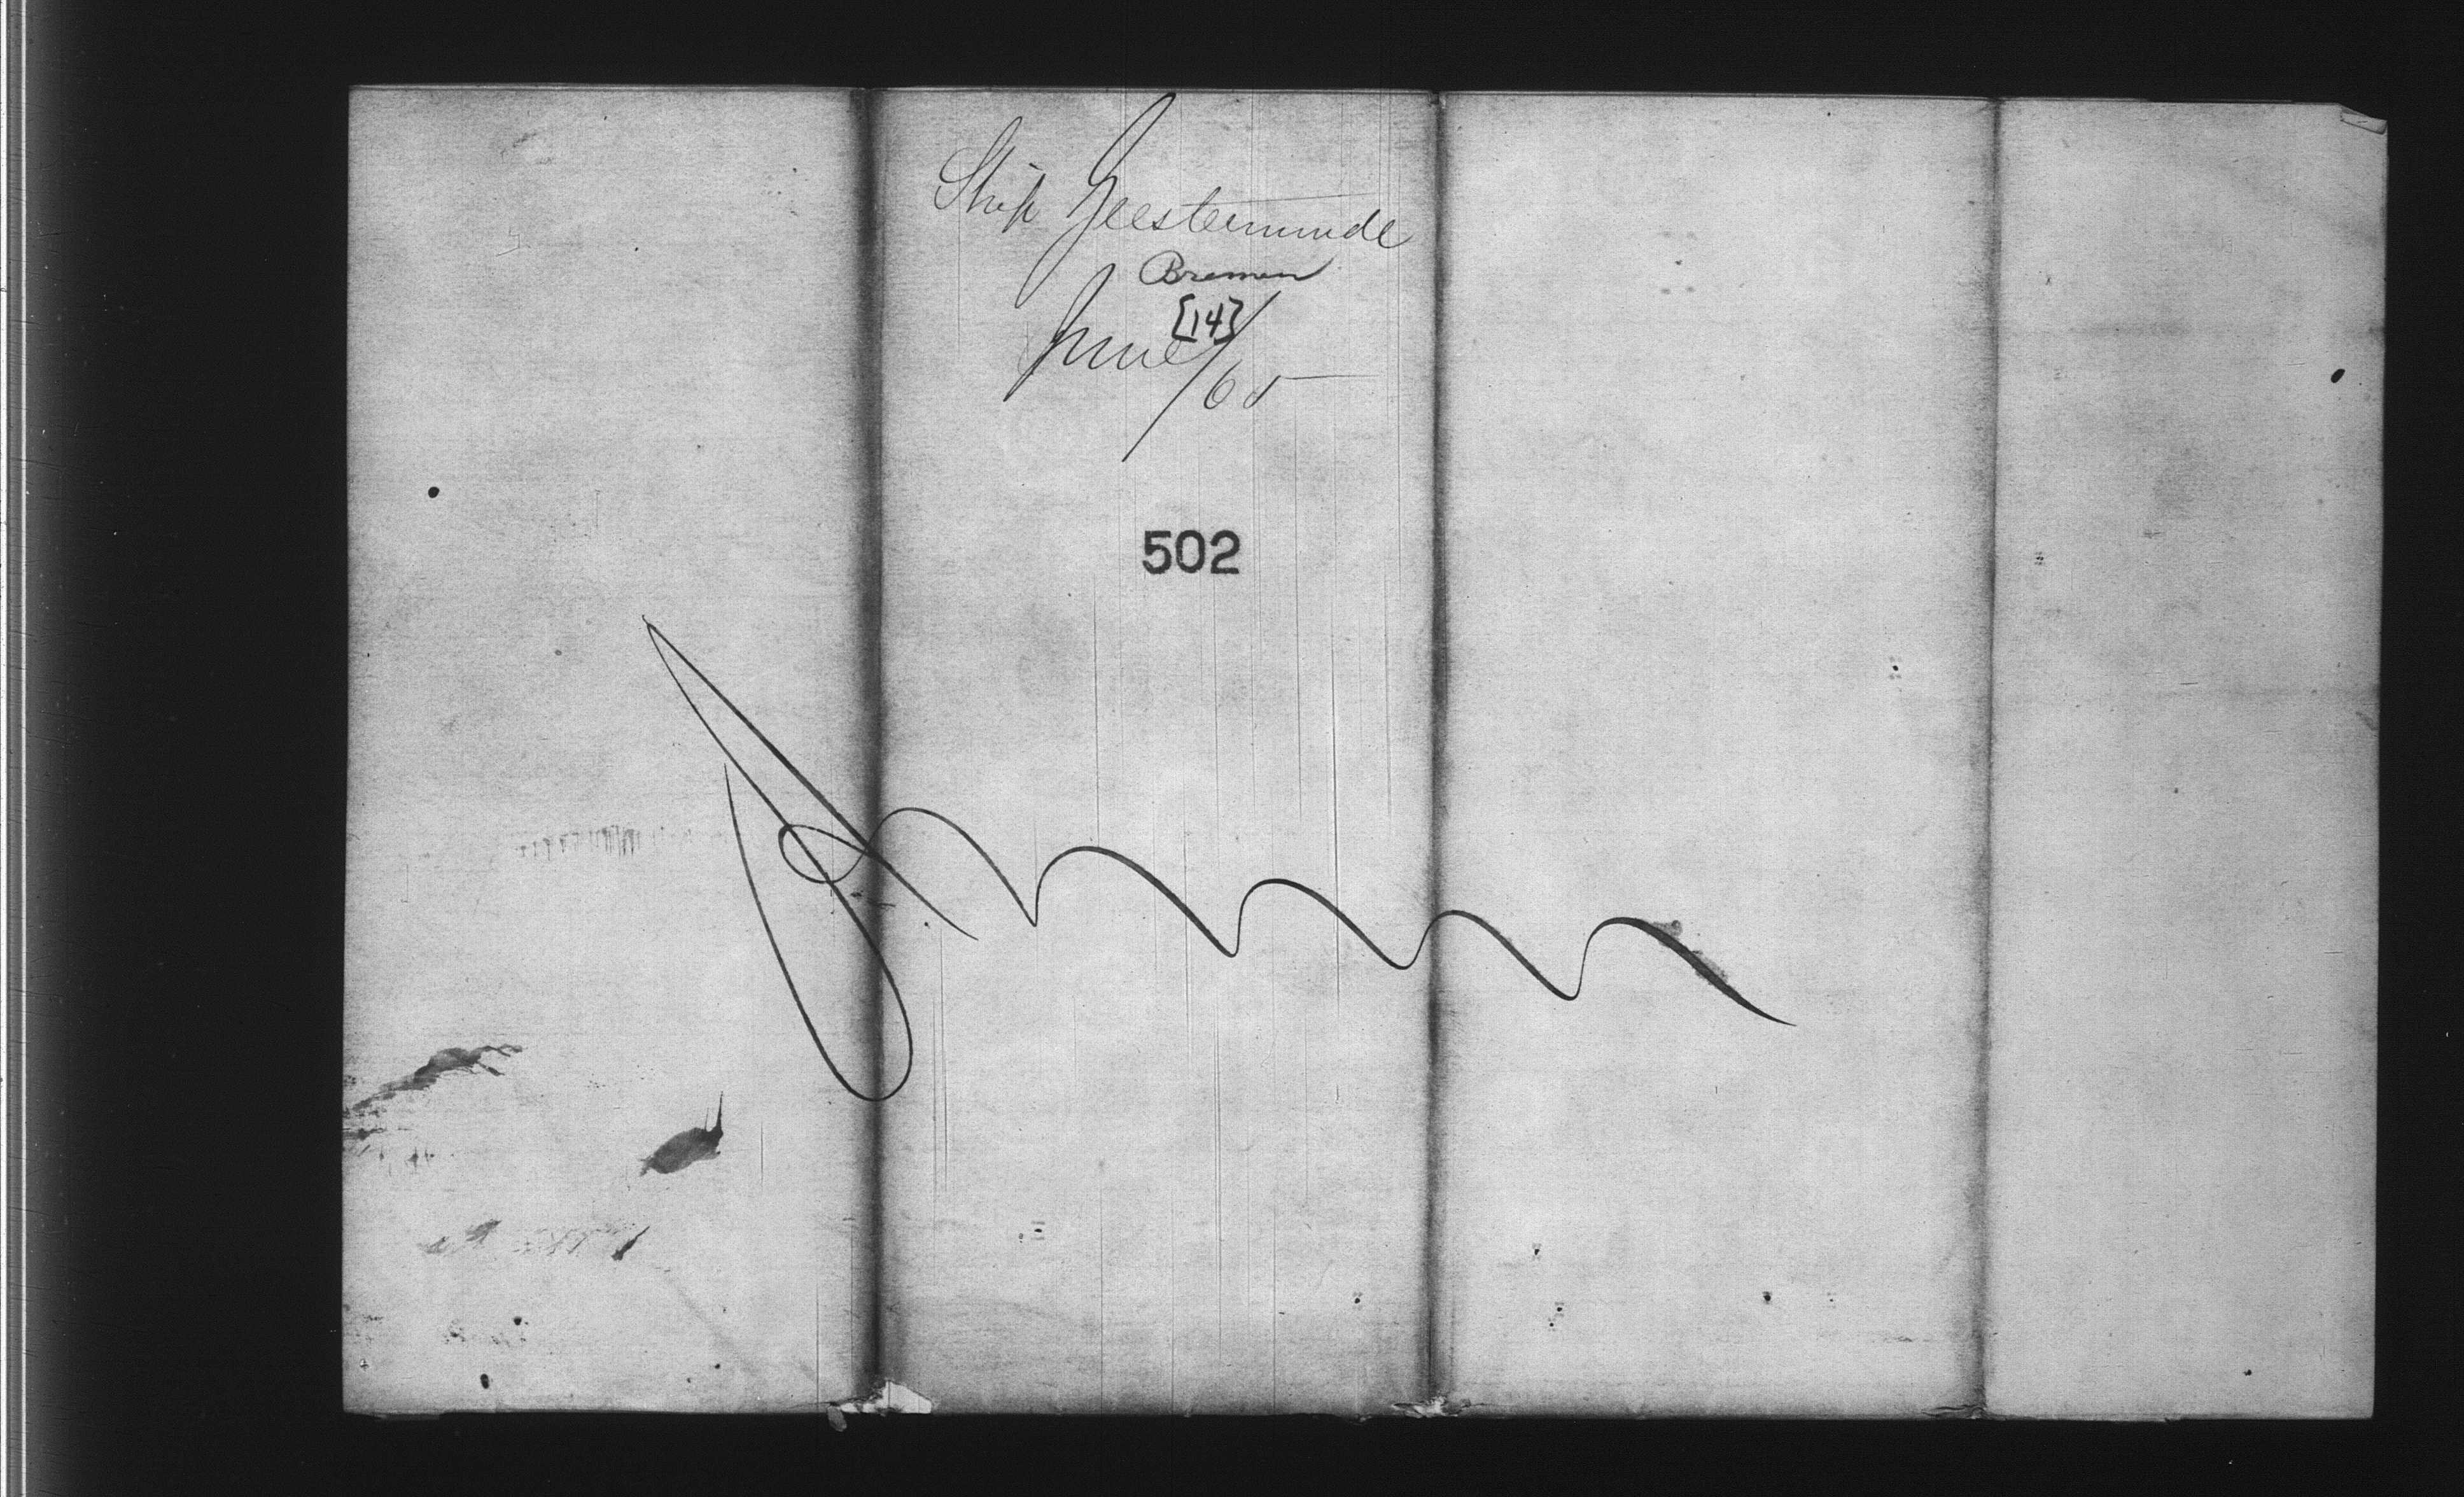 Ship Geestemunde
Bremen
[14]
June/65
502